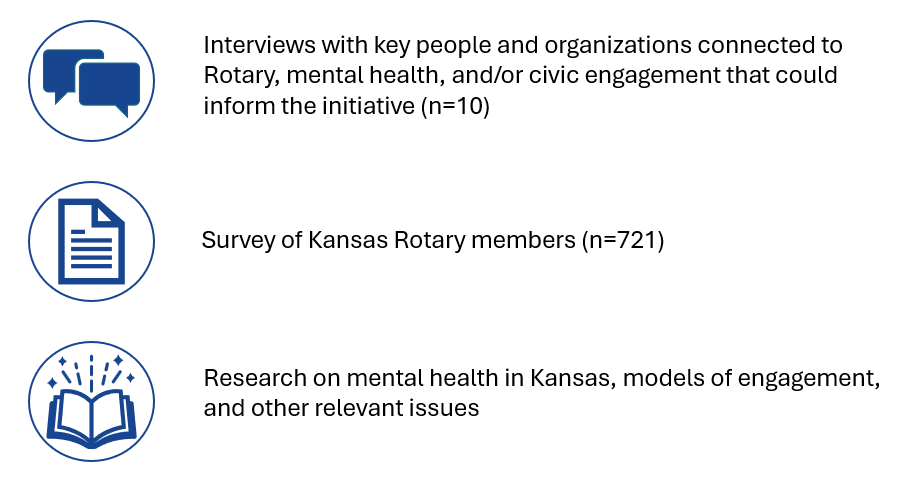 Interviews with key people and organizations connected to
Rotary, mental health, and/or civic engagement that could
inform the initiative (n=10)
Survey of Kansas Rotary members (n=721)
Research on mental health in Kansas, models of engagement,
and other relevant issues